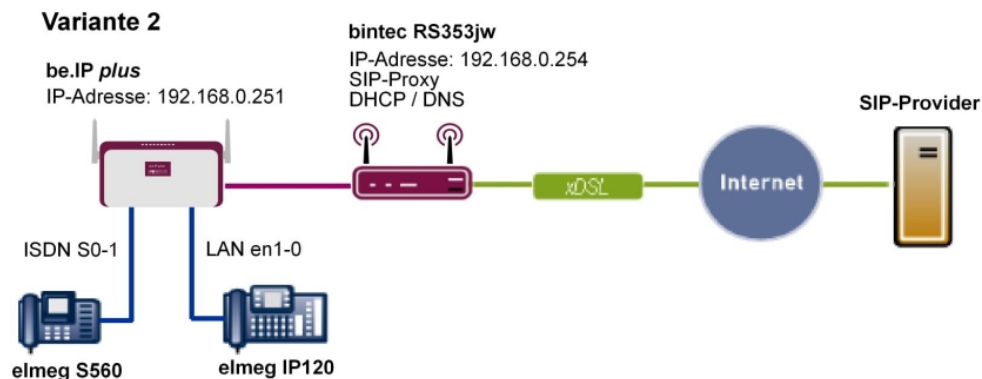 Variante 2
be.IP plus
IP-Adresse: 192.168.0.251
bintec RS353jw
IP-Adresse: 192.168.0.254
SIP-Proxy
DHCP / DNS
SIP-Provider
xDSL
Internet
ISDN S0-1
LAN en1-0
elmeg S560
elmeg IP120